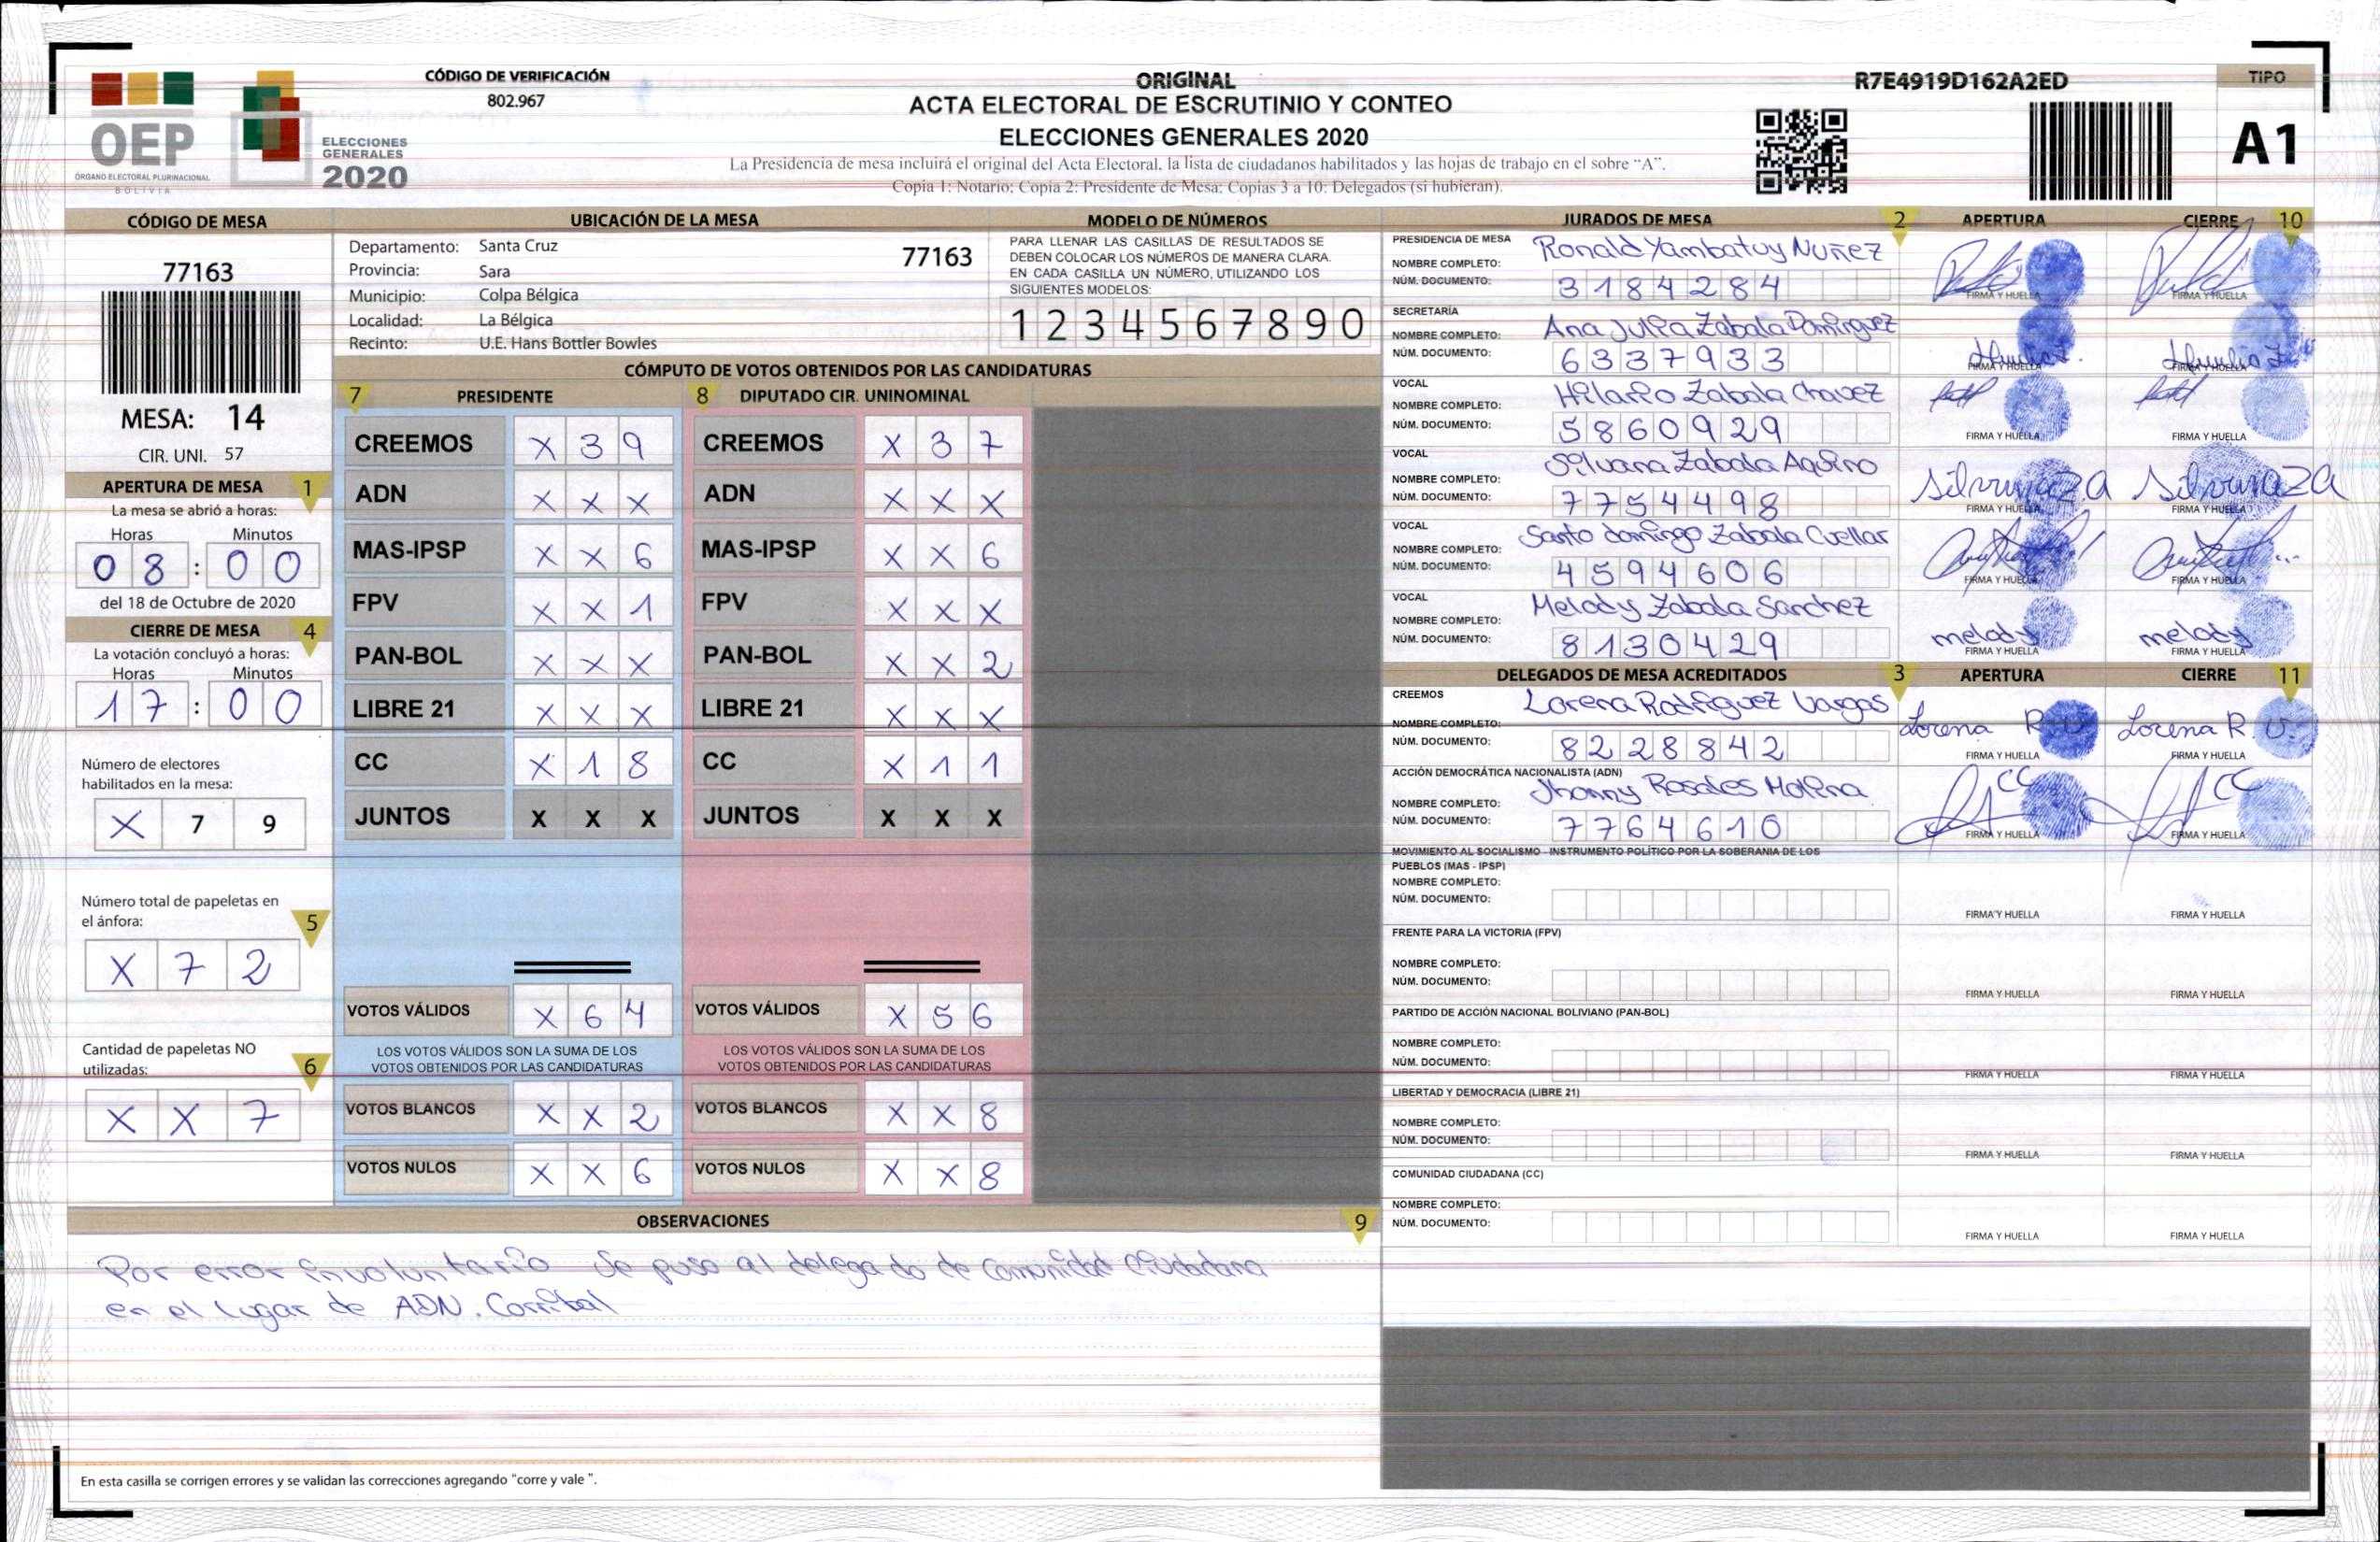 CÓDIGO DE VERIFICACIÓN
802.967
ORIGINAL
ACTA ELECTORAL DE ESCRUTINIO Y CONTEO
ELECCIONES GENERALES 2020
La Presidencia de mesa incluirá el original del Acta Electoral, la lista de ciudadanos habilitados y las hojas de trabajo en el sobre "A".
Copia 1: Notario; Copia 2: Presidente de Mesa; Copias 3 a 10: Delegados (si hubieran).
R7E4919D162A2ED
TIPO
A1
OEP
ÓRGANO ELECTORAL PLURINACIONAL
BOLIVIA
ELECCIONES
GENERALES
2020
CÓDIGO DE MESA
77163
MESA: 14
CIR. UNI. 57
APERTURA DE MESA 1
La mesa se abrió a horas:
Horas Minutos
08 : 00
del 18 de Octubre de 2020
CIERRE DE MESA 4
La votación concluyó a horas:
Horas Minutos
17 : 00
Número de electores
habilitados en la mesa:
X 7 9
Número total de papeletas en
el ánfora: 5
X 7 2
Cantidad de papeletas NO
utilizadas: 6
X X 7
UBICACIÓN DE LA MESA
Departamento: Santa Cruz
77163
Provincia: Sara
Municipio: Colpa Bélgica
Localidad: La Bélgica
Recinto: U.E. Hans Bottler Bowles
MODELO DE NÚMEROS
PARA LLENAR LAS CASILLAS DE RESULTADOS SE
DEBEN COLOCAR LOS NÚMEROS DE MANERA CLARA.
EN CADA CASILLA UN NÚMERO, UTILIZANDO LOS
SIGUIENTES MODELOS:
1 2 3 4 5 6 7 8 9 0
CÓMPUTO DE VOTOS OBTENIDOS POR LAS CANDIDATURAS
7 PRESIDENTE
CREEMOS X 3 9
ADN X X X
MAS-IPSP X X 6
FPV X X 1
PAN-BOL X X X
LIBRE 21 X X X
CC X 1 8
JUNTOS X X X
VOTOS VÁLIDOS X 6 4
LOS VOTOS VÁLIDOS SON LA SUMA DE LOS
VOTOS OBTENIDOS POR LAS CANDIDATURAS
VOTOS BLANCOS X X 2
VOTOS NULOS X X 6
8 DIPUTADO CIR. UNINOMINAL
CREEMOS X 3 7
ADN X X X
MAS-IPSP X X 6
FPV X X X
PAN-BOL X X 2
LIBRE 21 X X X
CC X 1 1
JUNTOS X X X
VOTOS VÁLIDOS X 5 6
LOS VOTOS VÁLIDOS SON LA SUMA DE LOS
VOTOS OBTENIDOS POR LAS CANDIDATURAS
VOTOS BLANCOS X X 8
VOTOS NULOS X X 8
OBSERVACIONES 9
Por error involuntario se puso al delegado de Comunidad Ciudadana
en el lugar de ADN.
En esta casilla se corrigen errores y se validan las correcciones agregando "corre y vale ".
JURADOS DE MESA 2 APERTURA CIERRE 10
PRESIDENCIA DE MESA
NOMBRE COMPLETO: Ronald Yambatuy Nuñez
NÚM. DOCUMENTO: 3184284
FIRMA Y HUELLA FIRMA Y HUELLA
SECRETARÍA
NOMBRE COMPLETO: Ana Julia Zabala Dominguez
NÚM. DOCUMENTO: 6337933
FIRMA Y HUELLA FIRMA Y HUELLA
VOCAL
NOMBRE COMPLETO: Hilario Zabala Chavez
NÚM. DOCUMENTO: 5860929
FIRMA Y HUELLA FIRMA Y HUELLA
VOCAL
NOMBRE COMPLETO: Silvana Zabala Aquino
NÚM. DOCUMENTO: 7754498
FIRMA Y HUELLA FIRMA Y HUELLA
VOCAL
NOMBRE COMPLETO: Santo domingo Zabala Cuellar
NÚM. DOCUMENTO: 4594606
FIRMA Y HUELLA FIRMA Y HUELLA
VOCAL
NOMBRE COMPLETO: Melody Zabala Sanchez
NÚM. DOCUMENTO: 8130429
melody melody
FIRMA Y HUELLA FIRMA Y HUELLA
DELEGADOS DE MESA ACREDITADOS 3 APERTURA CIERRE 11
CREEMOS
NOMBRE COMPLETO: Lorena Rodriguez Vargas
NÚM. DOCUMENTO: 8228842
Lorena R.V. Lorena R.V.
FIRMA Y HUELLA FIRMA Y HUELLA
ACCIÓN DEMOCRÁTICA NACIONALISTA (ADN)
NOMBRE COMPLETO: Jhonny Rosales Molina
NÚM. DOCUMENTO: 7764610
CC CC
FIRMA Y HUELLA FIRMA Y HUELLA
MOVIMIENTO AL SOCIALISMO - INSTRUMENTO POLÍTICO POR LA SOBERANIA DE LOS
PUEBLOS (MAS - IPSP)
NOMBRE COMPLETO:
NÚM. DOCUMENTO:
FIRMA Y HUELLA FIRMA Y HUELLA
FRENTE PARA LA VICTORIA (FPV)
NOMBRE COMPLETO:
NÚM. DOCUMENTO:
FIRMA Y HUELLA FIRMA Y HUELLA
PARTIDO DE ACCIÓN NACIONAL BOLIVIANO (PAN-BOL)
NOMBRE COMPLETO:
NÚM. DOCUMENTO:
FIRMA Y HUELLA FIRMA Y HUELLA
LIBERTAD Y DEMOCRACIA (LIBRE 21)
NOMBRE COMPLETO:
NÚM. DOCUMENTO:
FIRMA Y HUELLA FIRMA Y HUELLA
COMUNIDAD CIUDADANA (CC)
NOMBRE COMPLETO:
NÚM. DOCUMENTO:
FIRMA Y HUELLA FIRMA Y HUELLA